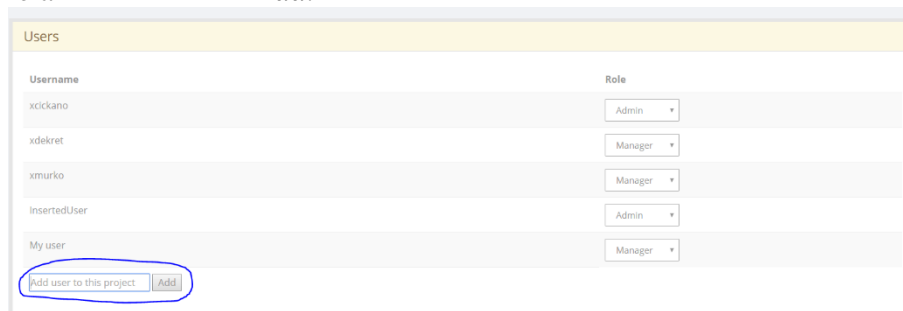 Users
Username Role
xcickano Admin
xdekret Manager
xmurko Manager
InsertedUser Admin
My user Manager
Add user to this project Add